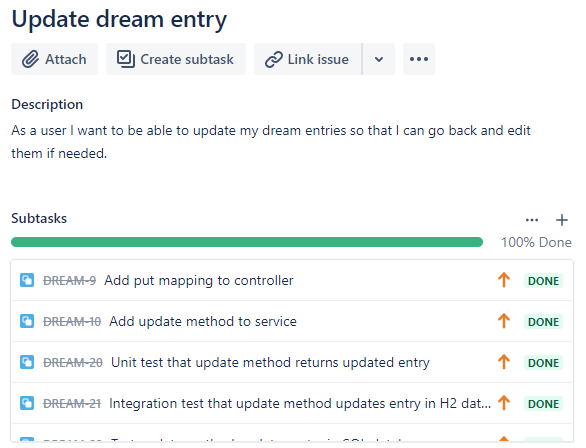 Update dream entry
Attach
Create subtask
Link issue
Description
As a user I want to be able to update my dream entries so that I can go back and edit
them if needed.
Subtasks
100% Done
DREAM-9 Add put mapping to controller DONE
DREAM-10 Add update method to service DONE
DREAM-20 Unit test that update method returns updated entry DONE
DREAM-21 Integration test that update method updates entry in H2 dat... DONE